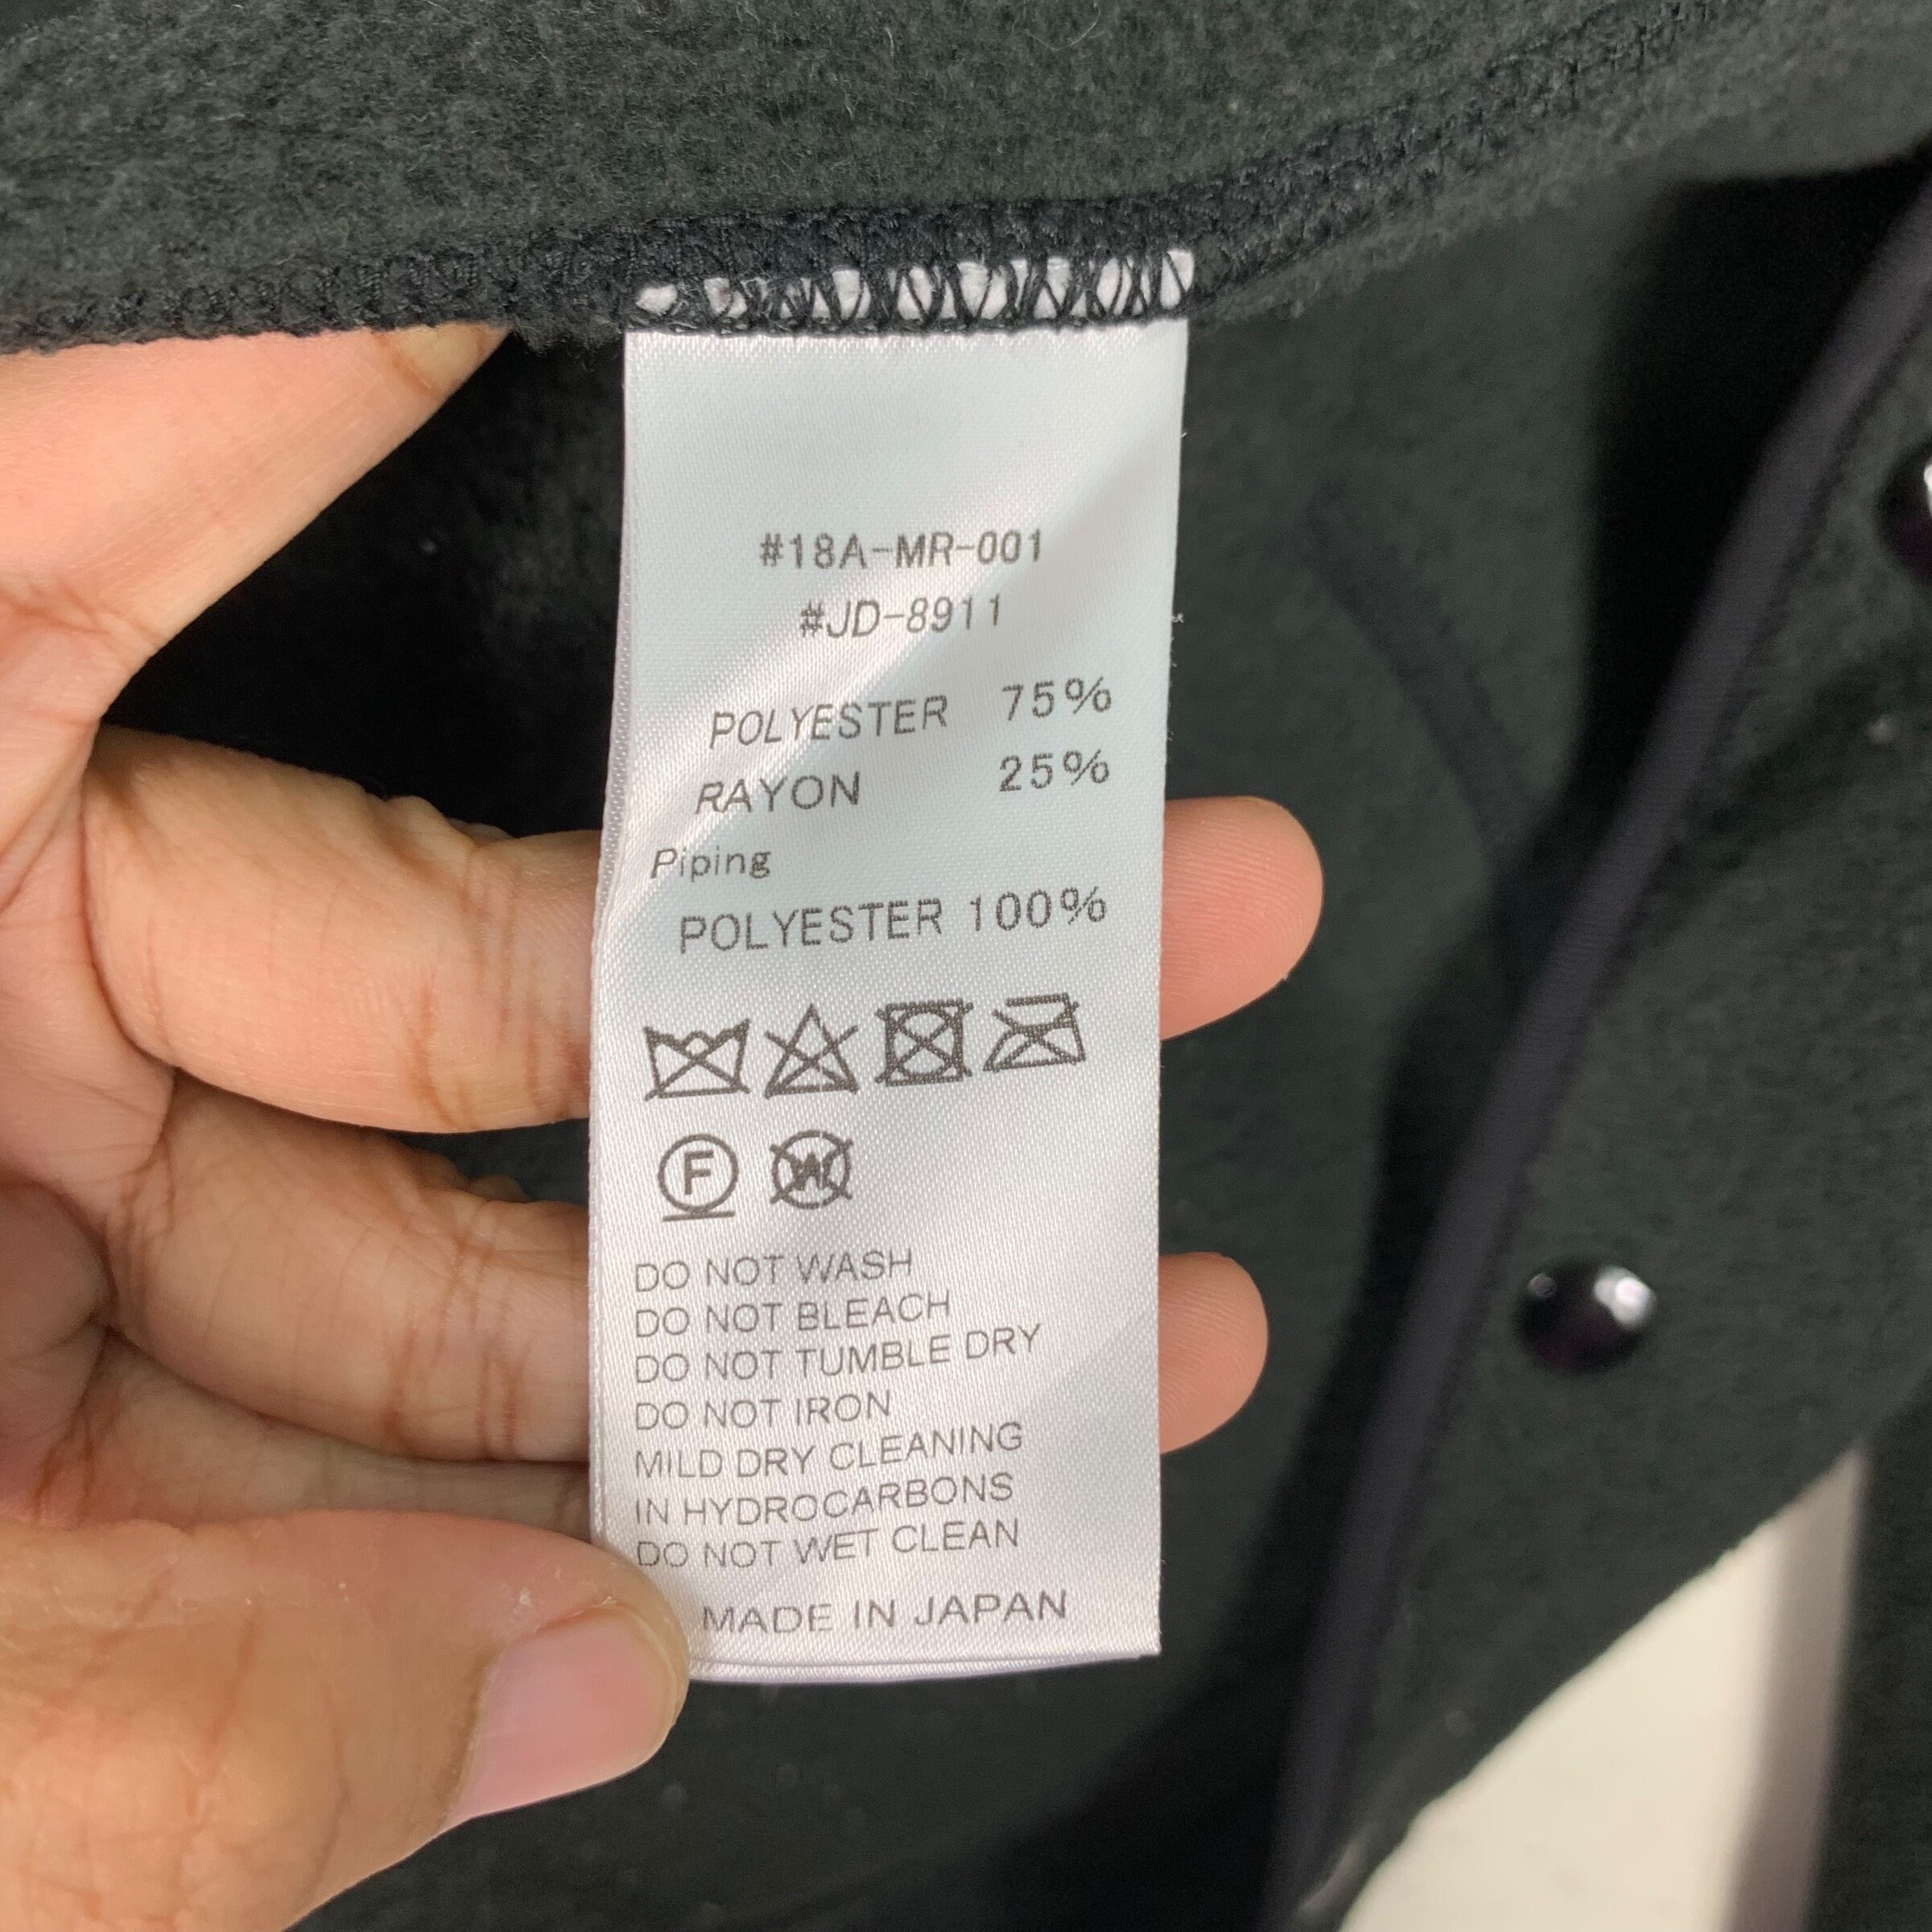 #18A-MR-001
#JD-8911
POLYESTER 75%
RAYON 25%
Piping
POLYESTER 100%
F W
DO NOT WASH
DO NOT BLEACH
DO NOT TUMBLE DRY
DO NOT IRON
MILD DRY CLEANING
IN HYDROCARBONS
DO NOT WET CLEAN
MADE IN JAPAN